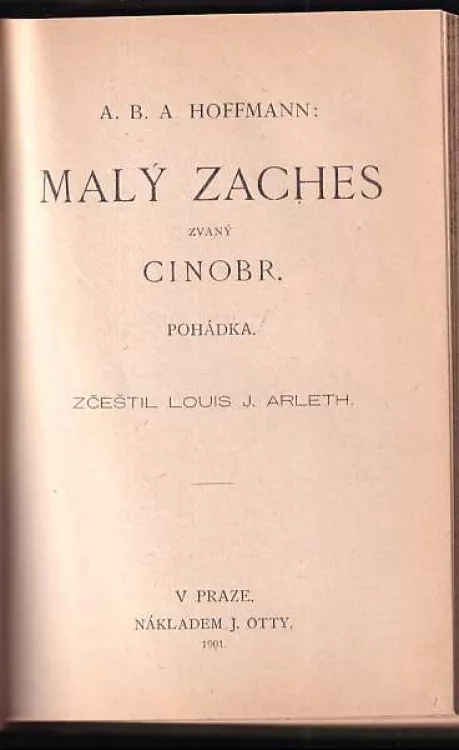 A. B. A HOFFMANN:
MALÝ ZACHES
ZVANÝ
CINOBR.
POHÁDKA.
ZČEŠTIL LOUIS J. ARLETH.
V PRAZE.
NÁKLADEM J. OTTY.
1901.